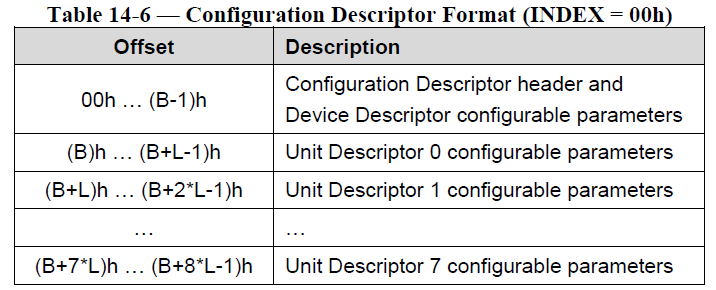 Table 14-6 — Configuration Descriptor Format (INDEX = 00h)
Offset Description
00h … (B-1)h Configuration Descriptor header and
Device Descriptor configurable parameters
(B)h … (B+L-1)h Unit Descriptor 0 configurable parameters
(B+L)h … (B+2*L-1)h Unit Descriptor 1 configurable parameters
… …
(B+7*L)h … (B+8*L-1)h Unit Descriptor 7 configurable parameters